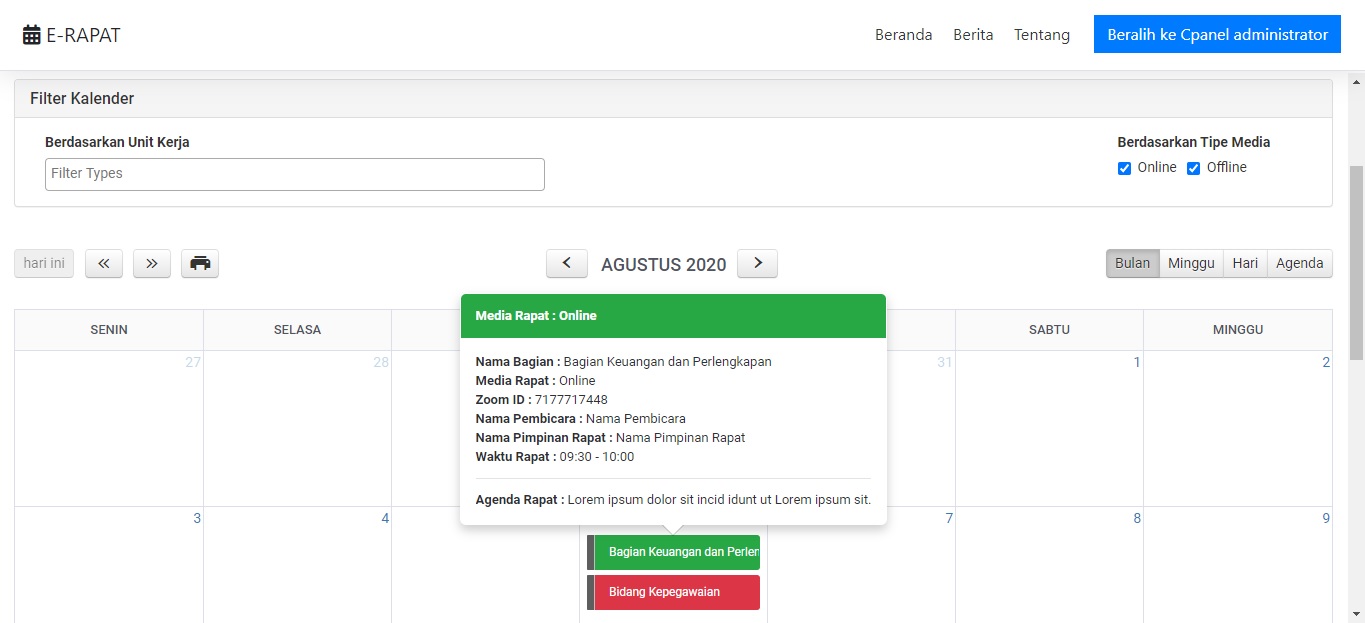 E-RAPAT
Beranda Berita Tentang Beralih ke Cpanel administrator
Filter Kalender
Berdasarkan Unit Kerja
Filter Types
Berdasarkan Tipe Media
Online Offline
hari ini « »
< AGUSTUS 2020 >
Bulan Minggu Hari Agenda
SENIN SELASA SABTU MINGGU
Media Rapat : Online
Nama Bagian : Bagian Keuangan dan Perlengkapan
Media Rapat : Online
Zoom ID : 7177717448
Nama Pembicara : Nama Pembicara
Nama Pimpinan Rapat : Nama Pimpinan Rapat
Waktu Rapat : 09:30 - 10:00
Agenda Rapat : Lorem ipsum dolor sit incid idunt ut Lorem ipsum sit.
27 28 31 1 2
3 4 7 8 9
Bagian Keuangan dan Perlen
Bidang Kepegawaian